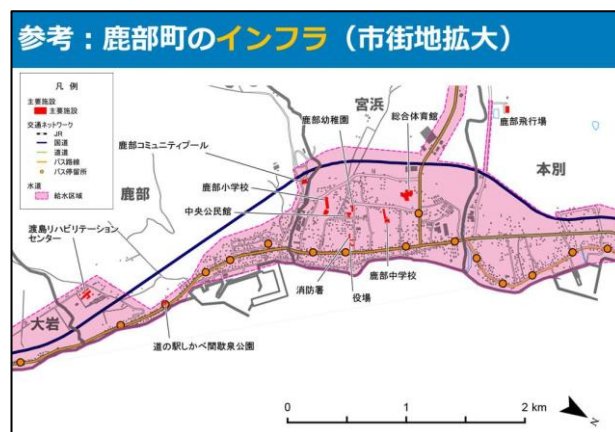 参考：鹿部町のインフラ（市街地拡大）
凡 例
主要施設
主要施設
交通ネットワーク
JR
国道
道道
バス路線
バス停留所
水道
給水区域
宮浜
鹿部幼稚園
総合体育館
鹿部飛行場
鹿部コミュニティプール
本別
鹿部
鹿部小学校
中央公民館
渡島リハビリテーション
センター
消防署
役場
鹿部中学校
大岩
道の駅しかべ間歇泉公園
0
1
2 km
N